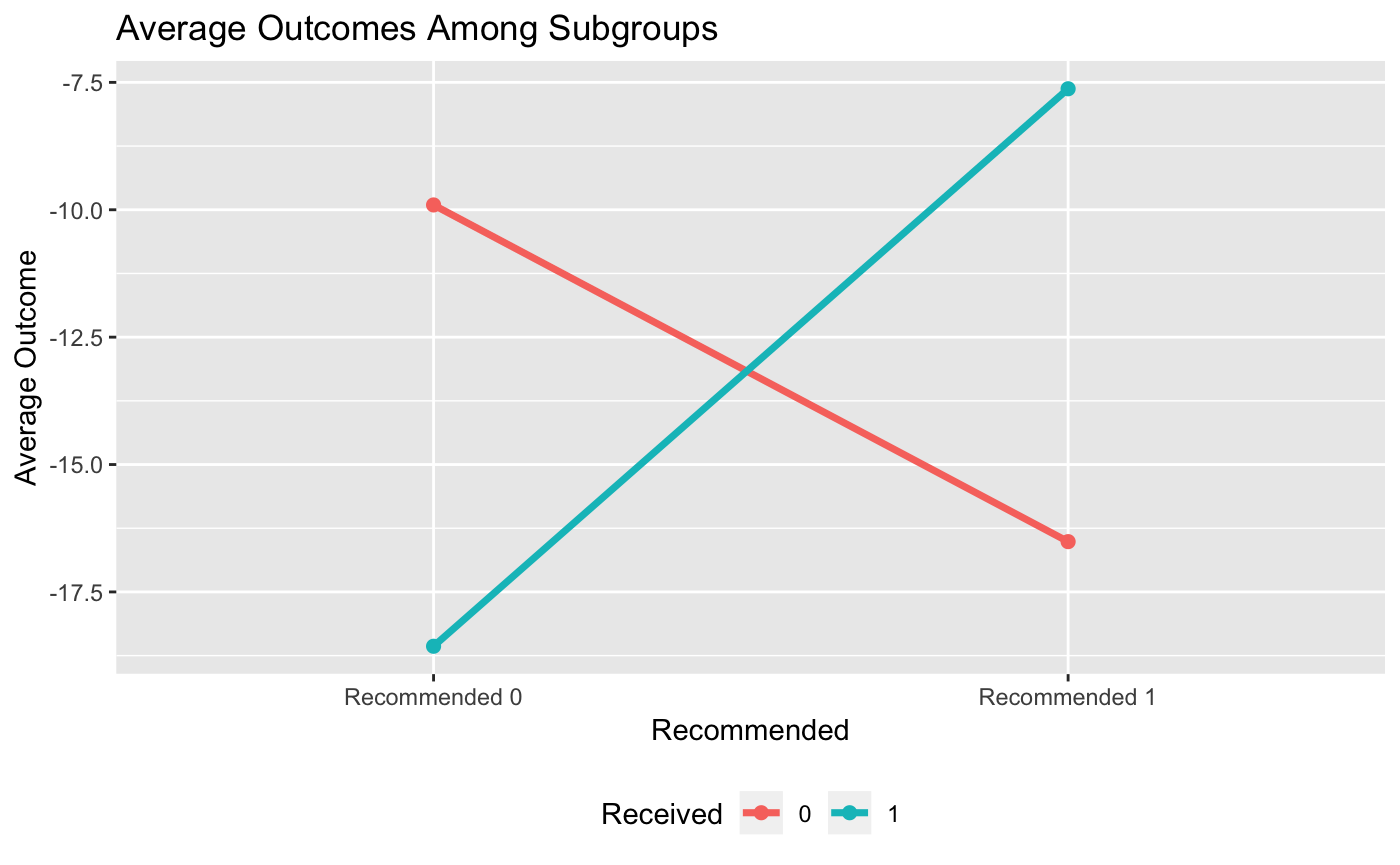 Average Outcomes Among Subgroups
-7.5
-10.0
-12.5
-15.0
-17.5
Average Outcome
Recommended 0
Recommended 1
Recommended
Received 0 1